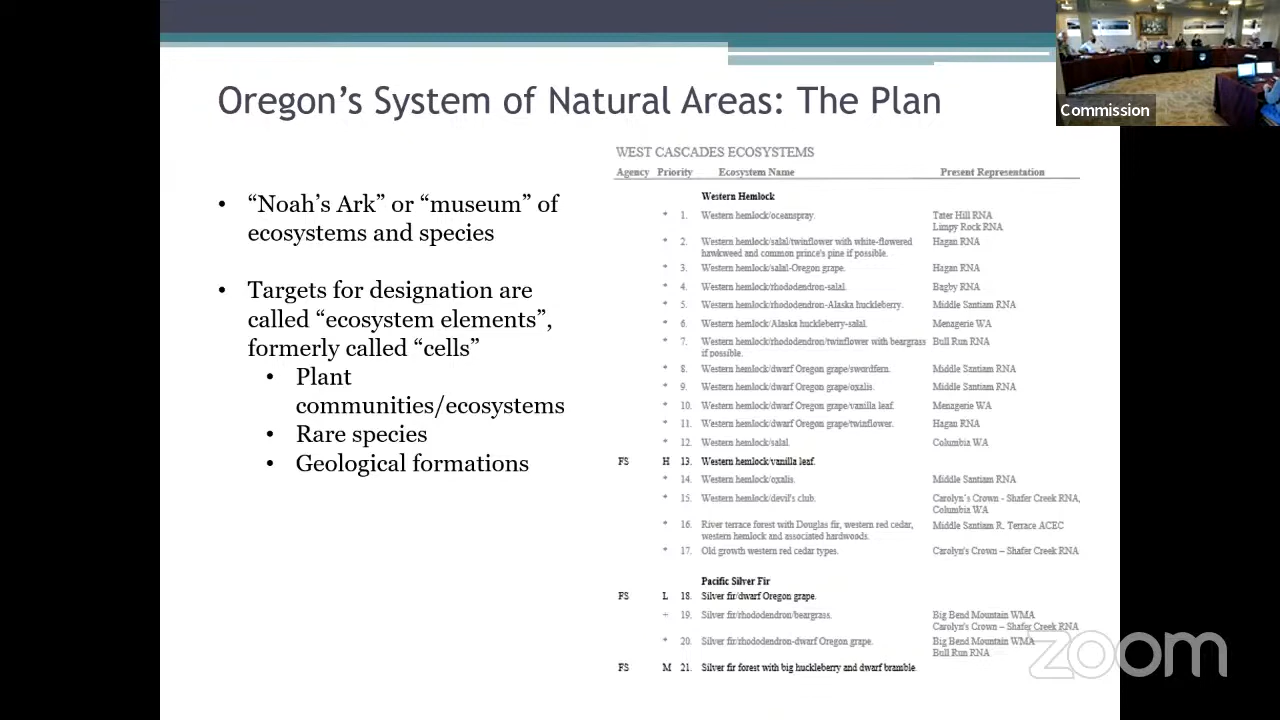 Oregon's System of Natural Areas: The Plan
Commission
• "Noah's Ark" or "museum" of
ecosystems and species
• Targets for designation are
called "ecosystem elements",
formerly called "cells"
• Plant
communities/ecosystems
• Rare species
• Geological formations
WEST CASCADES ECOSYSTEMS
Agency Priority Ecosystem Name Present Representation
Western Hemlock
* 1. Western hemlock/oceanspray. Tater Hill RNA
Limpy Rock RNA
* 2. Western hemlock/salal/twinflower with white-flowered Hagan RNA
hawkweed and common prince's pine if possible.
* 3. Western hemlock/salal-Oregon grape. Hagan RNA
* 4. Western hemlock/rhododendron-salal. Bagby RNA
* 5. Western hemlock/rhododendron-Alaska huckleberry. Middle Santiam RNA
* 6. Western hemlock/Alaska huckleberry-salal. Menagerie WA
* 7. Western hemlock/rhododendron/twinflower with beargrass Bull Run RNA
if possible.
* 8. Western hemlock/dwarf Oregon grape/swordfern. Middle Santiam RNA
* 9. Western hemlock/dwarf Oregon grape/oxalis. Middle Santiam RNA
* 10. Western hemlock/dwarf Oregon grape/vanilla leaf. Menagerie WA
* 11. Western hemlock/dwarf Oregon grape/twinflower. Hagan RNA
* 12. Western hemlock/salal. Columbia WA
FS H 13. Western hemlock/vanilla leaf.
* 14. Western hemlock/oxalis. Middle Santiam RNA
* 15. Western hemlock/devil's club. Carolyn's Crown - Shafer Creek RNA,
Columbia WA
* 16. River terrace forest with Douglas fir, western red cedar, Middle Santiam R. Terrace ACEC
western hemlock and associated hardwoods.
* 17. Old growth western red cedar types. Carolyn's Crown – Shafer Creek RNA
Pacific Silver Fir
FS L 18. Silver fir/dwarf Oregon grape.
+ 19. Silver fir/rhododendron/beargrass. Big Bend Mountain WMA
Carolyn's Crown – Shafer Creek RNA
* 20. Silver fir/rhododendron-dwarf Oregon grape. Big Bend Mountain WMA
Bull Run RNA
FS M 21. Silver fir forest with big huckleberry and dwarf bramble.
zoom